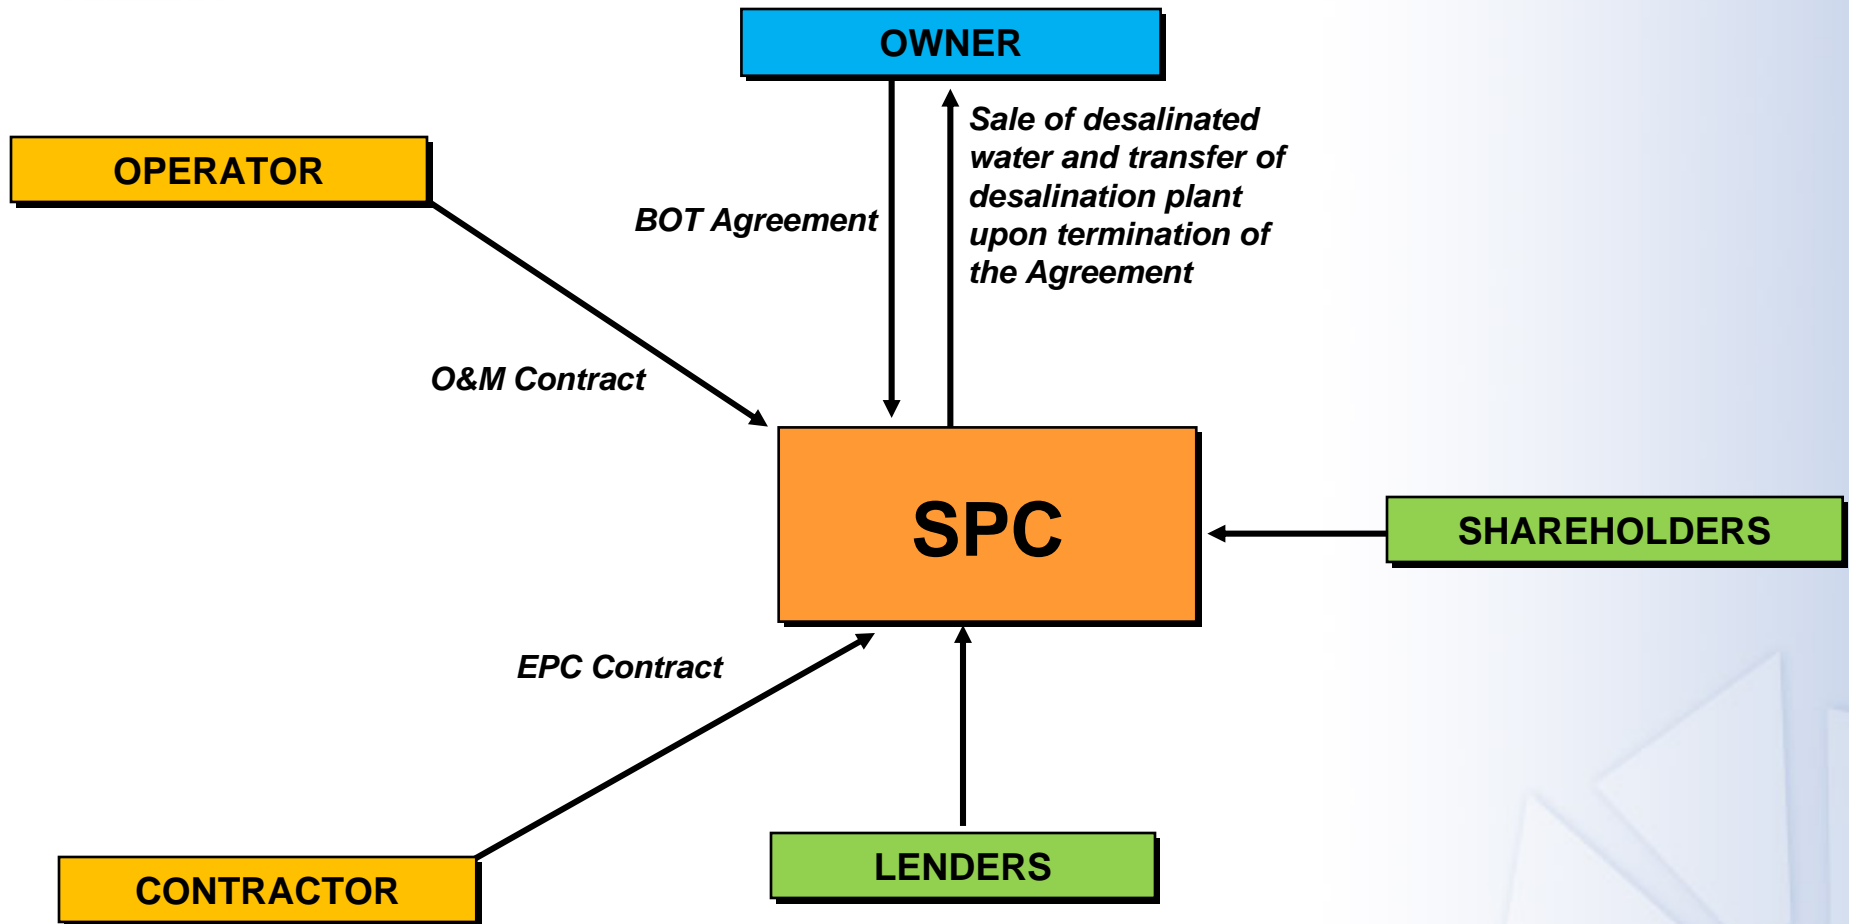 OWNER
OPERATOR
Sale of desalinated
water and transfer of
desalination plant
upon termination of
the Agreement
BOT Agreement
O&M Contract
SPC
SHAREHOLDERS
EPC Contract
LENDERS
CONTRACTOR